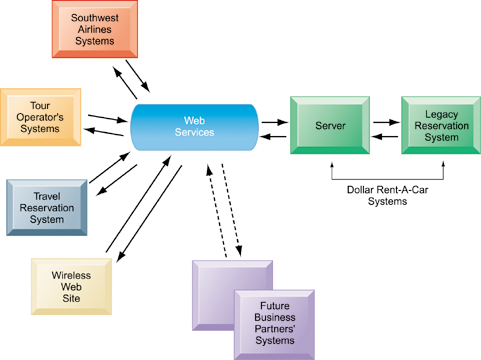 Southwest
Airlines
Systems
Tour
Operator's
Systems
Web
Services
Server
Legacy
Reservation
System
Dollar Rent-A-Car
Systems
Travel
Reservation
System
Wireless
Web
Site
Future
Business
Partners'
Systems